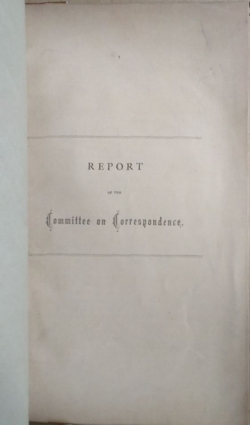 REPORT
OF THE
Committee on Correspondence.